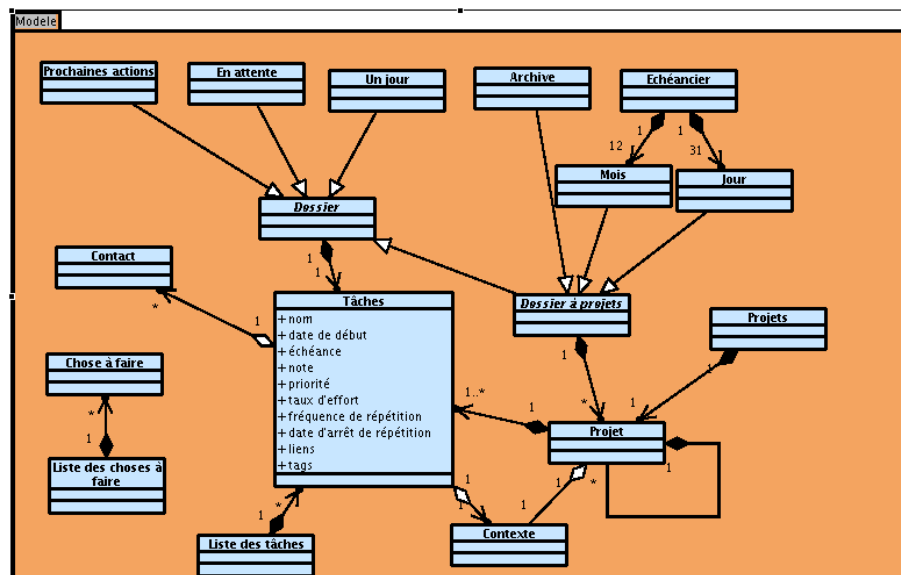 Modele
Prochaines actions
En attente
Un jour
Archive
Echéancier
1
1
12
31
Mois
Jour
Dossier
1
1
Contact
*
1
Tâches
+ nom
+ date de début
+ échéance
+ note
+ priorité
+ taux d'effort
+ fréquence de répétition
+ date d'arrêt de répétition
+ liens
+ tags
Dossier à projets
1
*
Projets
1
1
Chose à faire
*
1
Liste des choses à
faire
1..*
1
Projet
1
*
1
1
1
1
Contexte
*
1
Liste des tâches